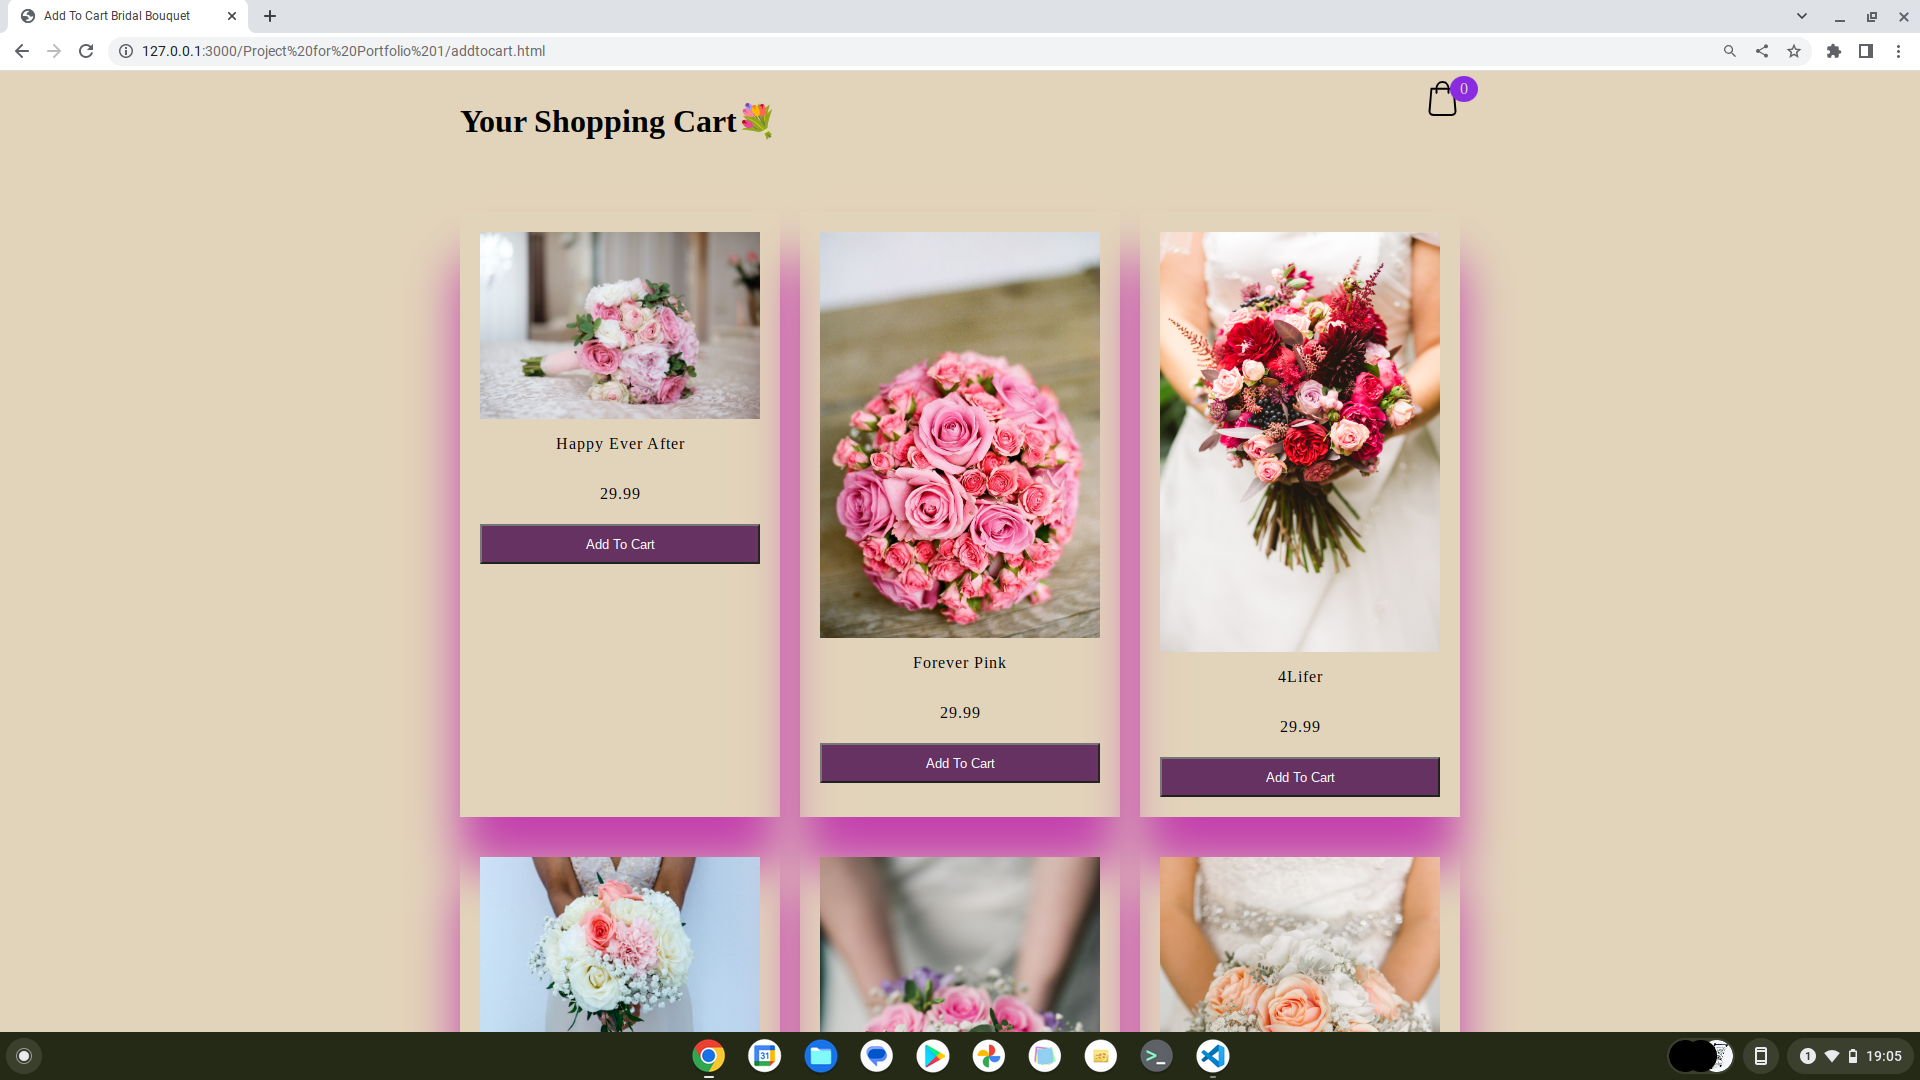 Add To Cart Bridal Bouquet
127.0.0.1:3000/Project%20for%20Portfolio%201/addtocart.html
Your Shopping Cart💐
0
Happy Ever After
29.99
Add To Cart
Forever Pink
29.99
Add To Cart
4Lifer
29.99
Add To Cart
31
1
19:05